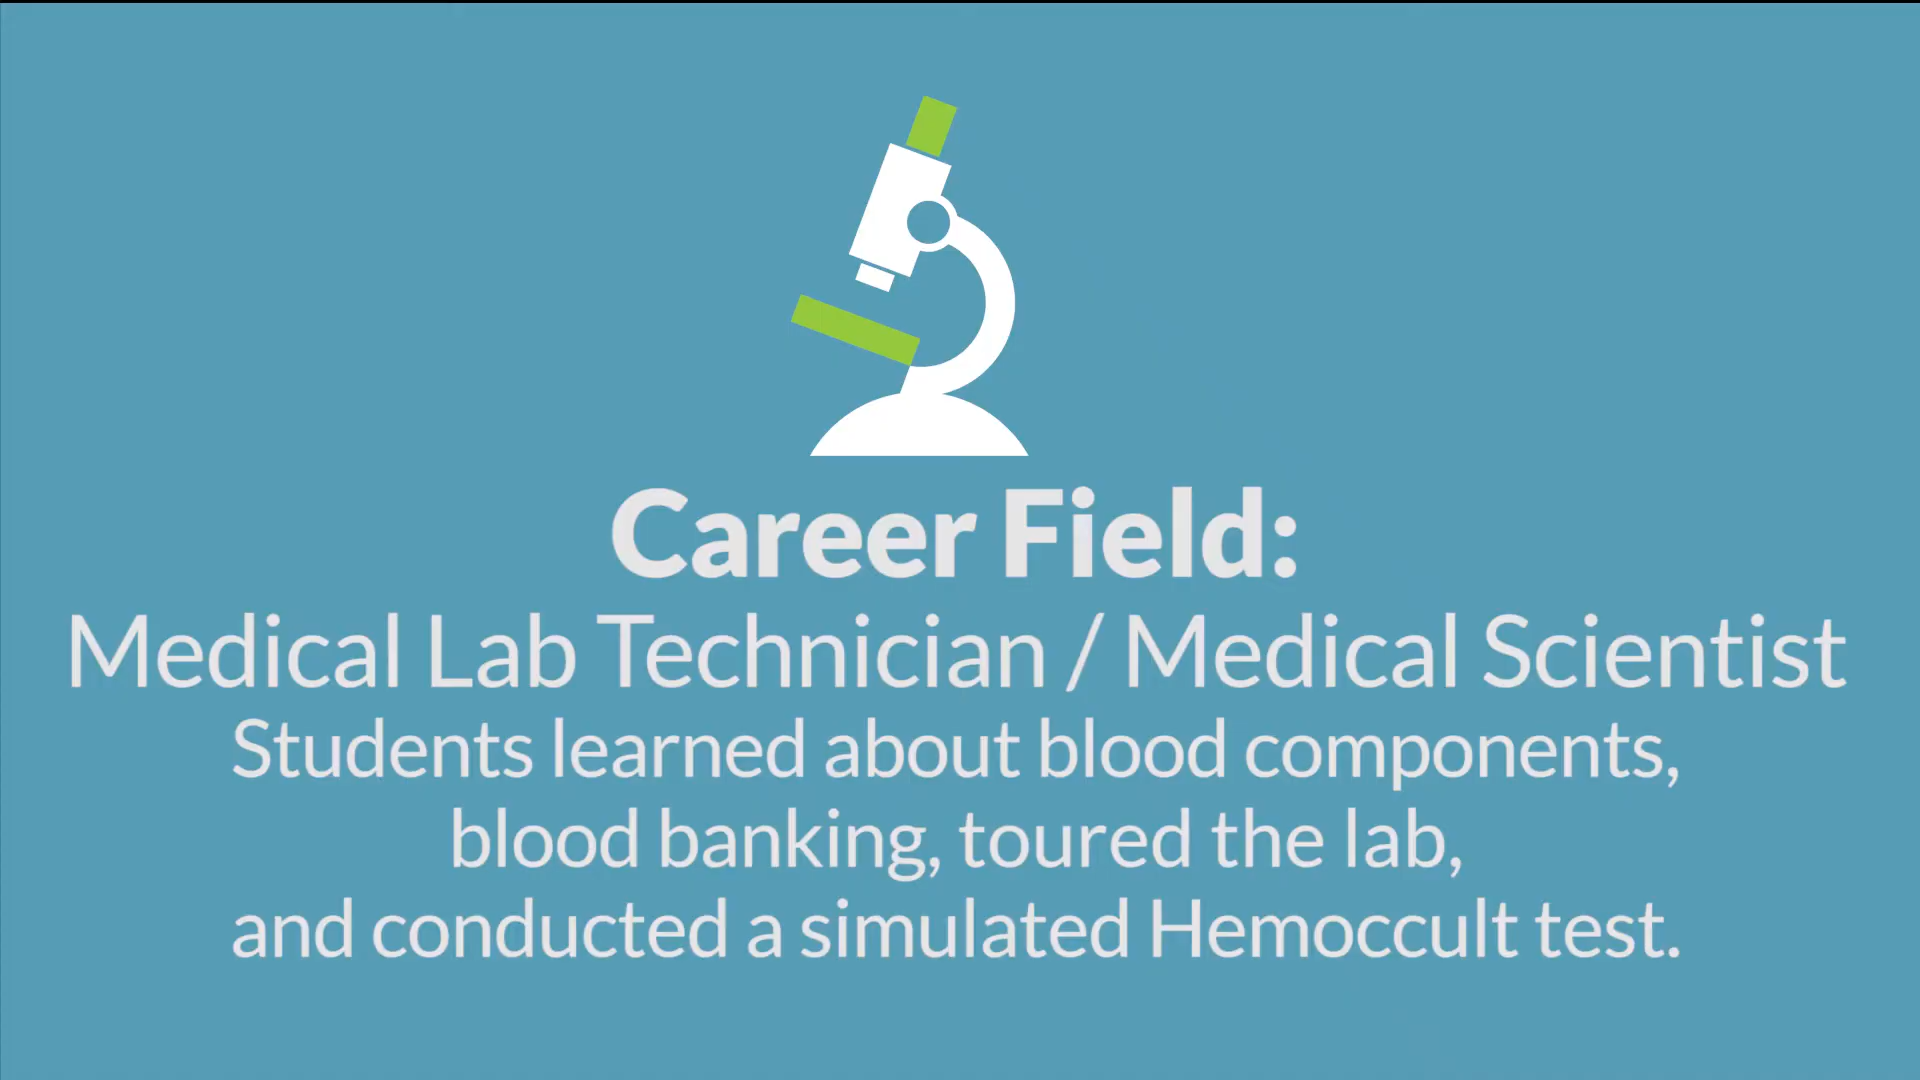 Career Field:
Medical Lab Technician / Medical Scientist
Students learned about blood components,
blood banking, toured the lab,
and conducted a simulated Hemoccult test.